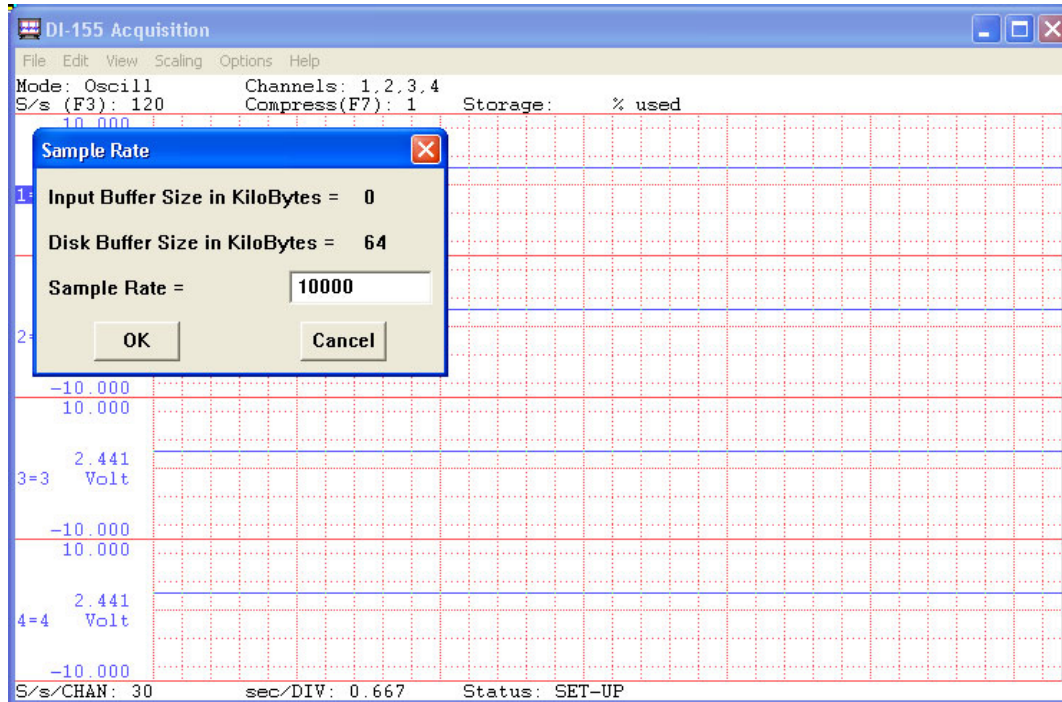 DI-155 Acquisition
File Edit View Scaling Options Help
Mode: Oscill Channels: 1,2,3,4
S/s (F3): 120 Compress(F7): 1 Storage: % used
10.000
Sample Rate
1=
Input Buffer Size in KiloBytes = 0
Disk Buffer Size in KiloBytes = 64
Sample Rate = 10000
2=
OK Cancel
-10.000
10.000
2.441
3=3 Volt
-10.000
10.000
2.441
4=4 Volt
-10.000
S/s/CHAN: 30 sec/DIV: 0.667 Status: SET-UP